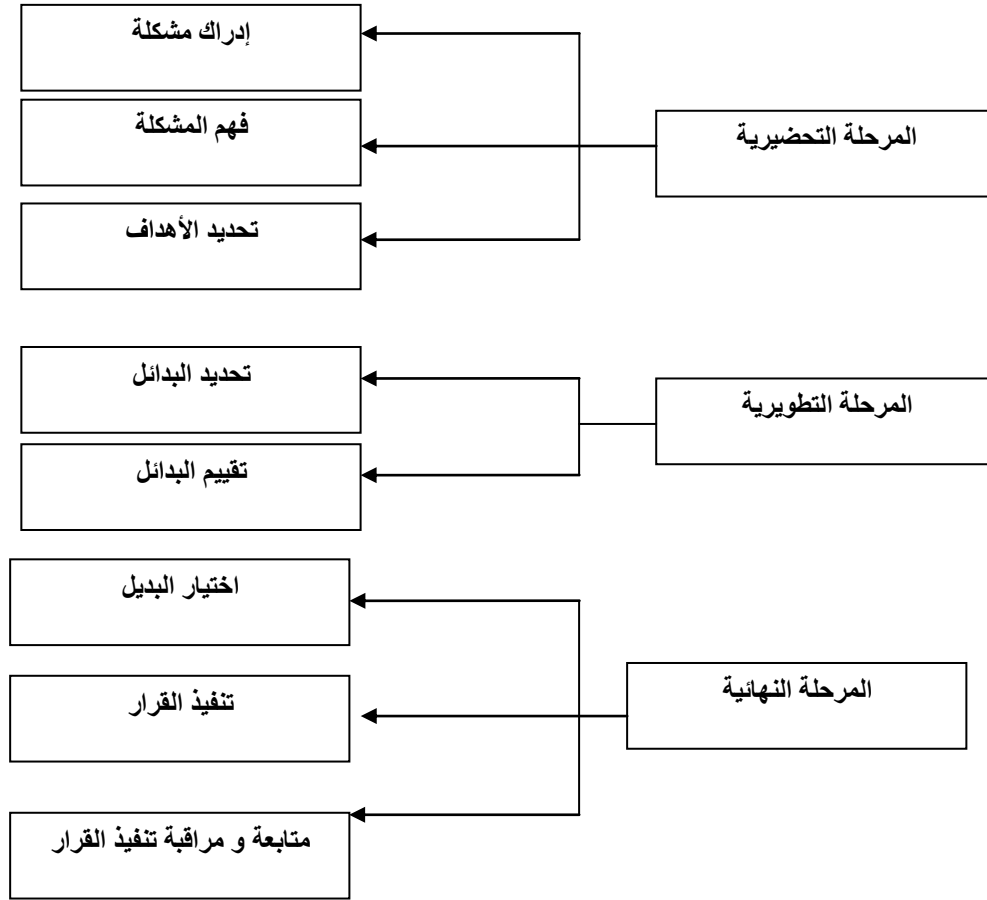 المرحلة التحضيرية
إدراك مشكلة
فهم المشكلة
تحديد الأهداف
المرحلة التطويرية
تحديد البدائل
تقييم البدائل
المرحلة النهائية
اختيار البديل
تنفيذ القرار
متابعة و مراقبة تنفيذ القرار